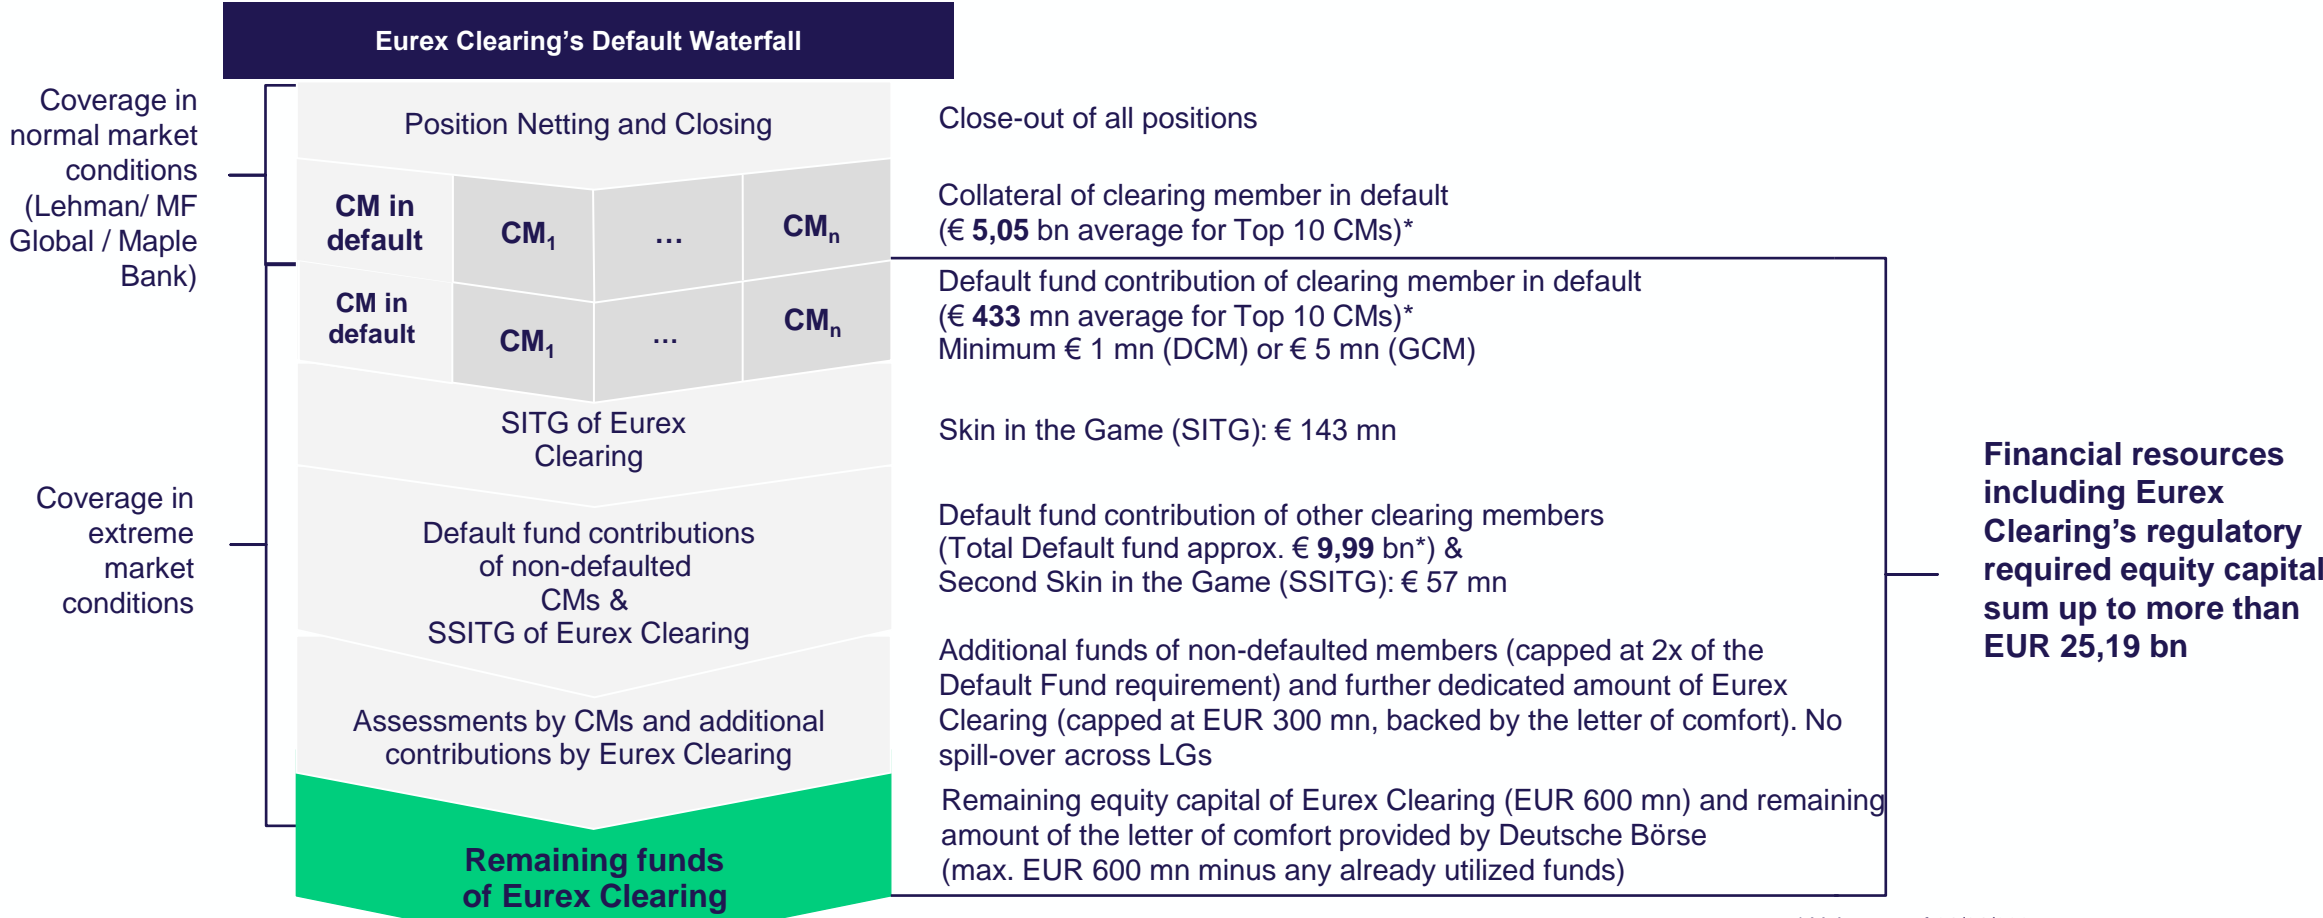 Eurex Clearing's Default Waterfall
Coverage in
normal market
conditions
(Lehman/ MF
Global / Maple
Bank)
Position Netting and Closing
Close-out of all positions
CM in
default
CM₁
...
CMₙ
Collateral of clearing member in default
(€ 5,05 bn average for Top 10 CMs)*
CM in
default
CM₁
...
CMₙ
Default fund contribution of clearing member in default
(€ 433 mn average for Top 10 CMs)*
Minimum € 1 mn (DCM) or € 5 mn (GCM)
Coverage in
extreme
market
conditions
SITG of Eurex
Clearing
Skin in the Game (SITG): € 143 mn
Default fund contributions
of non-defaulted
CMs &
SSITG of Eurex Clearing
Default fund contribution of other clearing members
(Total Default fund approx. € 9,99 bn*) &
Second Skin in the Game (SSITG): € 57 mn
Assessments by CMs and additional
contributions by Eurex Clearing
Additional funds of non-defaulted members (capped at 2x of the
Default Fund requirement) and further dedicated amount of Eurex
Clearing (capped at EUR 300 mn, backed by the letter of comfort). No
spill-over across LGs
Remaining funds
of Eurex Clearing
Remaining equity capital of Eurex Clearing (EUR 600 mn) and remaining
amount of the letter of comfort provided by Deutsche Börse
(max. EUR 600 mn minus any already utilized funds)
Financial resources
including Eurex
Clearing's regulatory
required equity capital
sum up to more than
EUR 25,19 bn